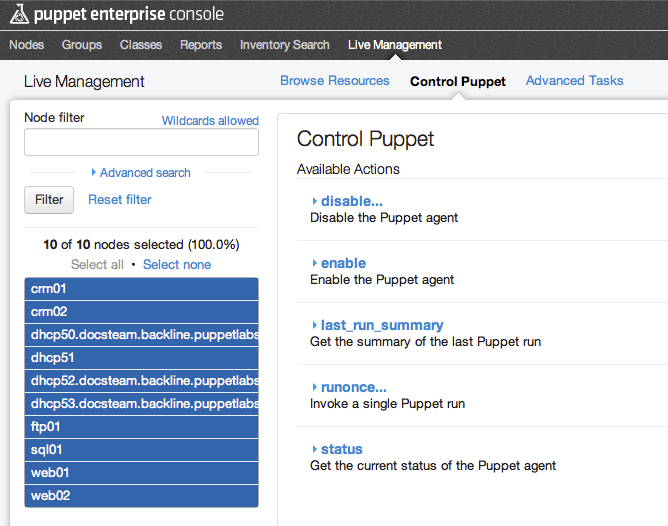 puppet enterprise console
Nodes Groups Classes Reports Inventory Search Live Management
Live Management
Browse Resources Control Puppet Advanced Tasks
Node filter
Wildcards allowed
Advanced search
Filter Reset filter
10 of 10 nodes selected (100.0%)
Select all • Select none
crm01
crm02
dhcp50.docsteam.backline.puppetlabs
dhcp51
dhcp52.docsteam.backline.puppetlabs
dhcp53.docsteam.backline.puppetlabs
ftp01
sql01
web01
web02
Control Puppet
Available Actions
disable...
Disable the Puppet agent
enable
Enable the Puppet agent
last_run_summary
Get the summary of the last Puppet run
runonce...
Invoke a single Puppet run
status
Get the current status of the Puppet agent